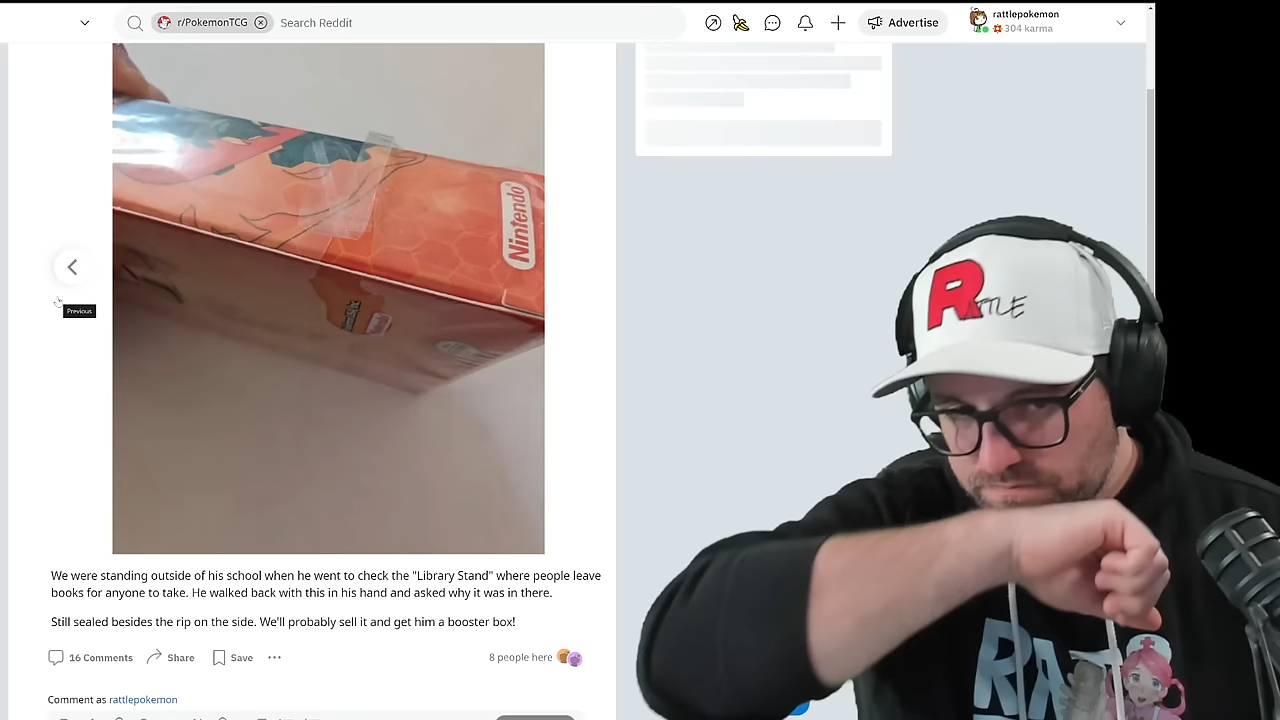 r/PokemonTCG
Search Reddit
Advertise
rattlepokemon
304 karma
Nintendo
Previous
RATTLE
We were standing outside of his school when he went to check the "Library Stand" where people leave
books for anyone to take. He walked back with this in his hand and asked why it was in there.
Still sealed besides the rip on the side. We'll probably sell it and get him a booster box!
16 Comments
Share
Save
8 people here
Comment as rattlepokemon